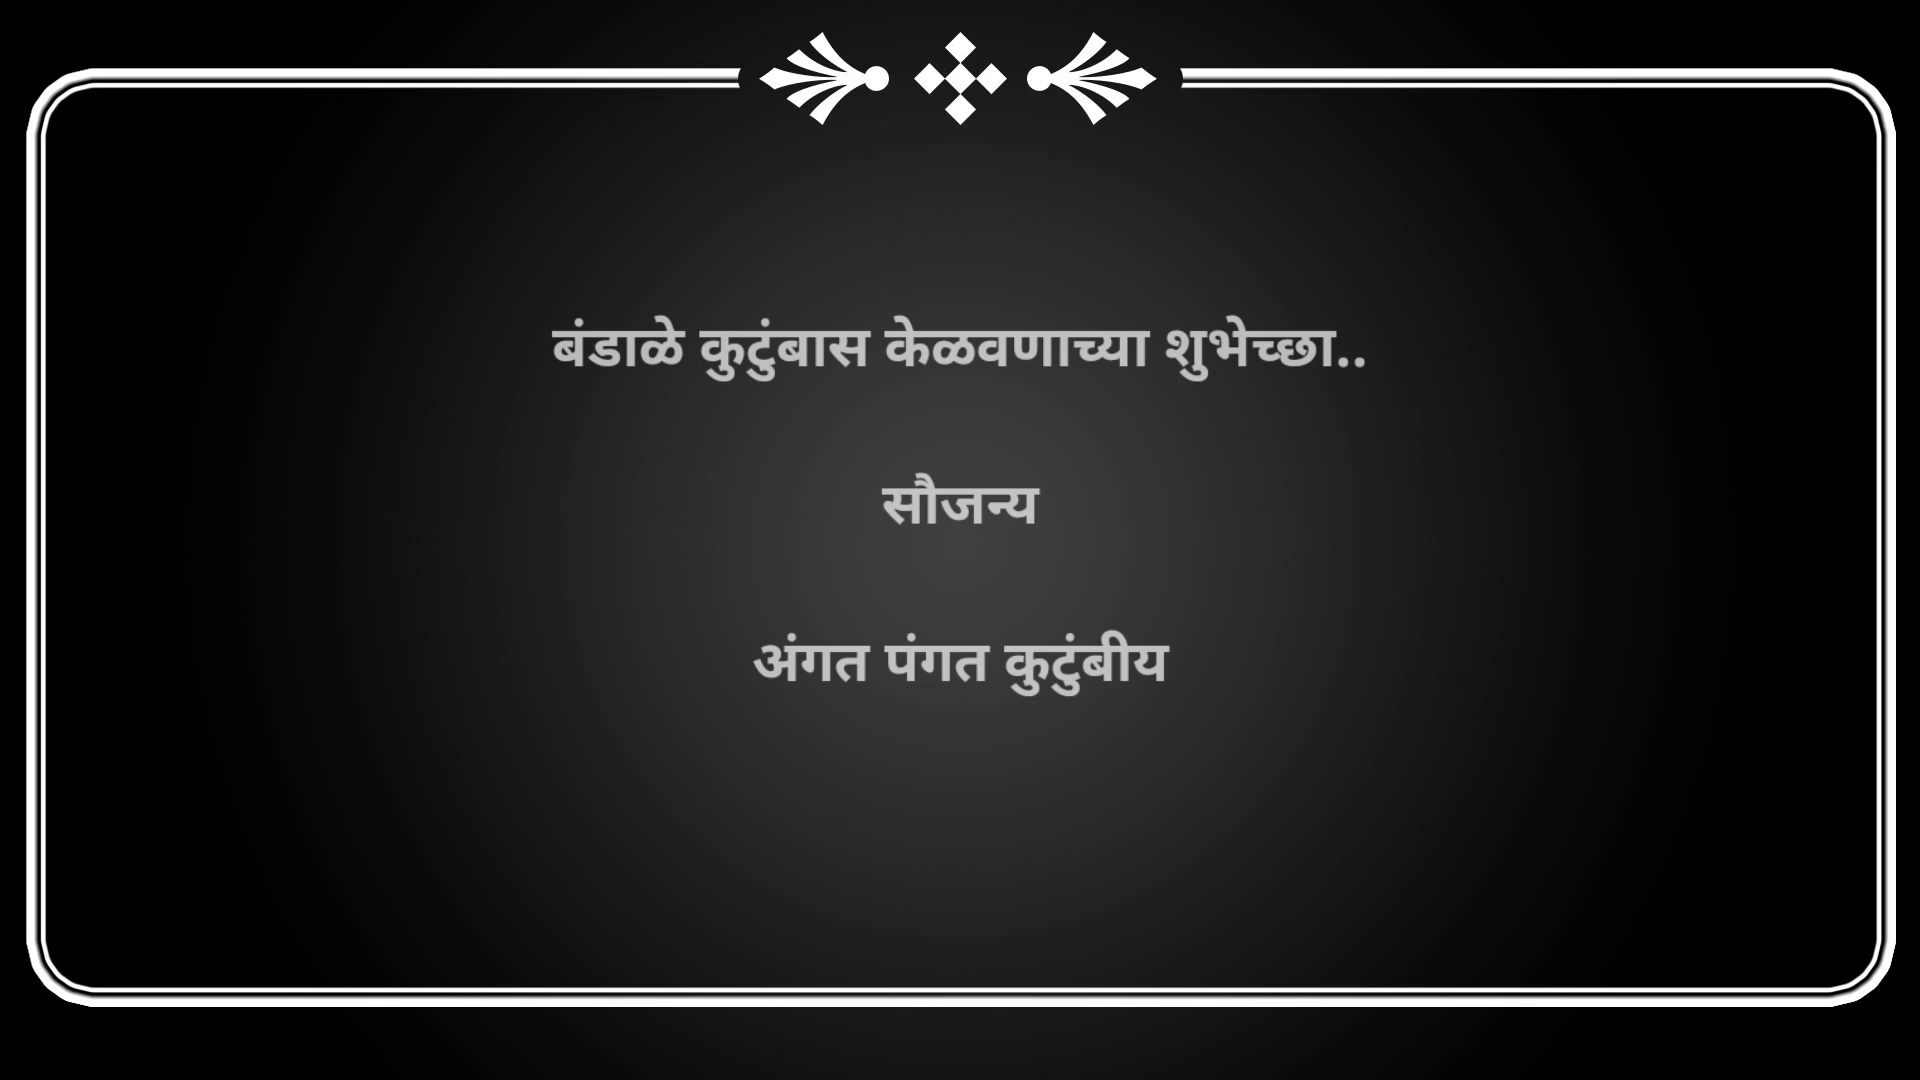 बंडाळे कुटुंबास केळवणाच्या शुभेच्छा..
सौजन्य
अंगत पंगत कुटुंबीय